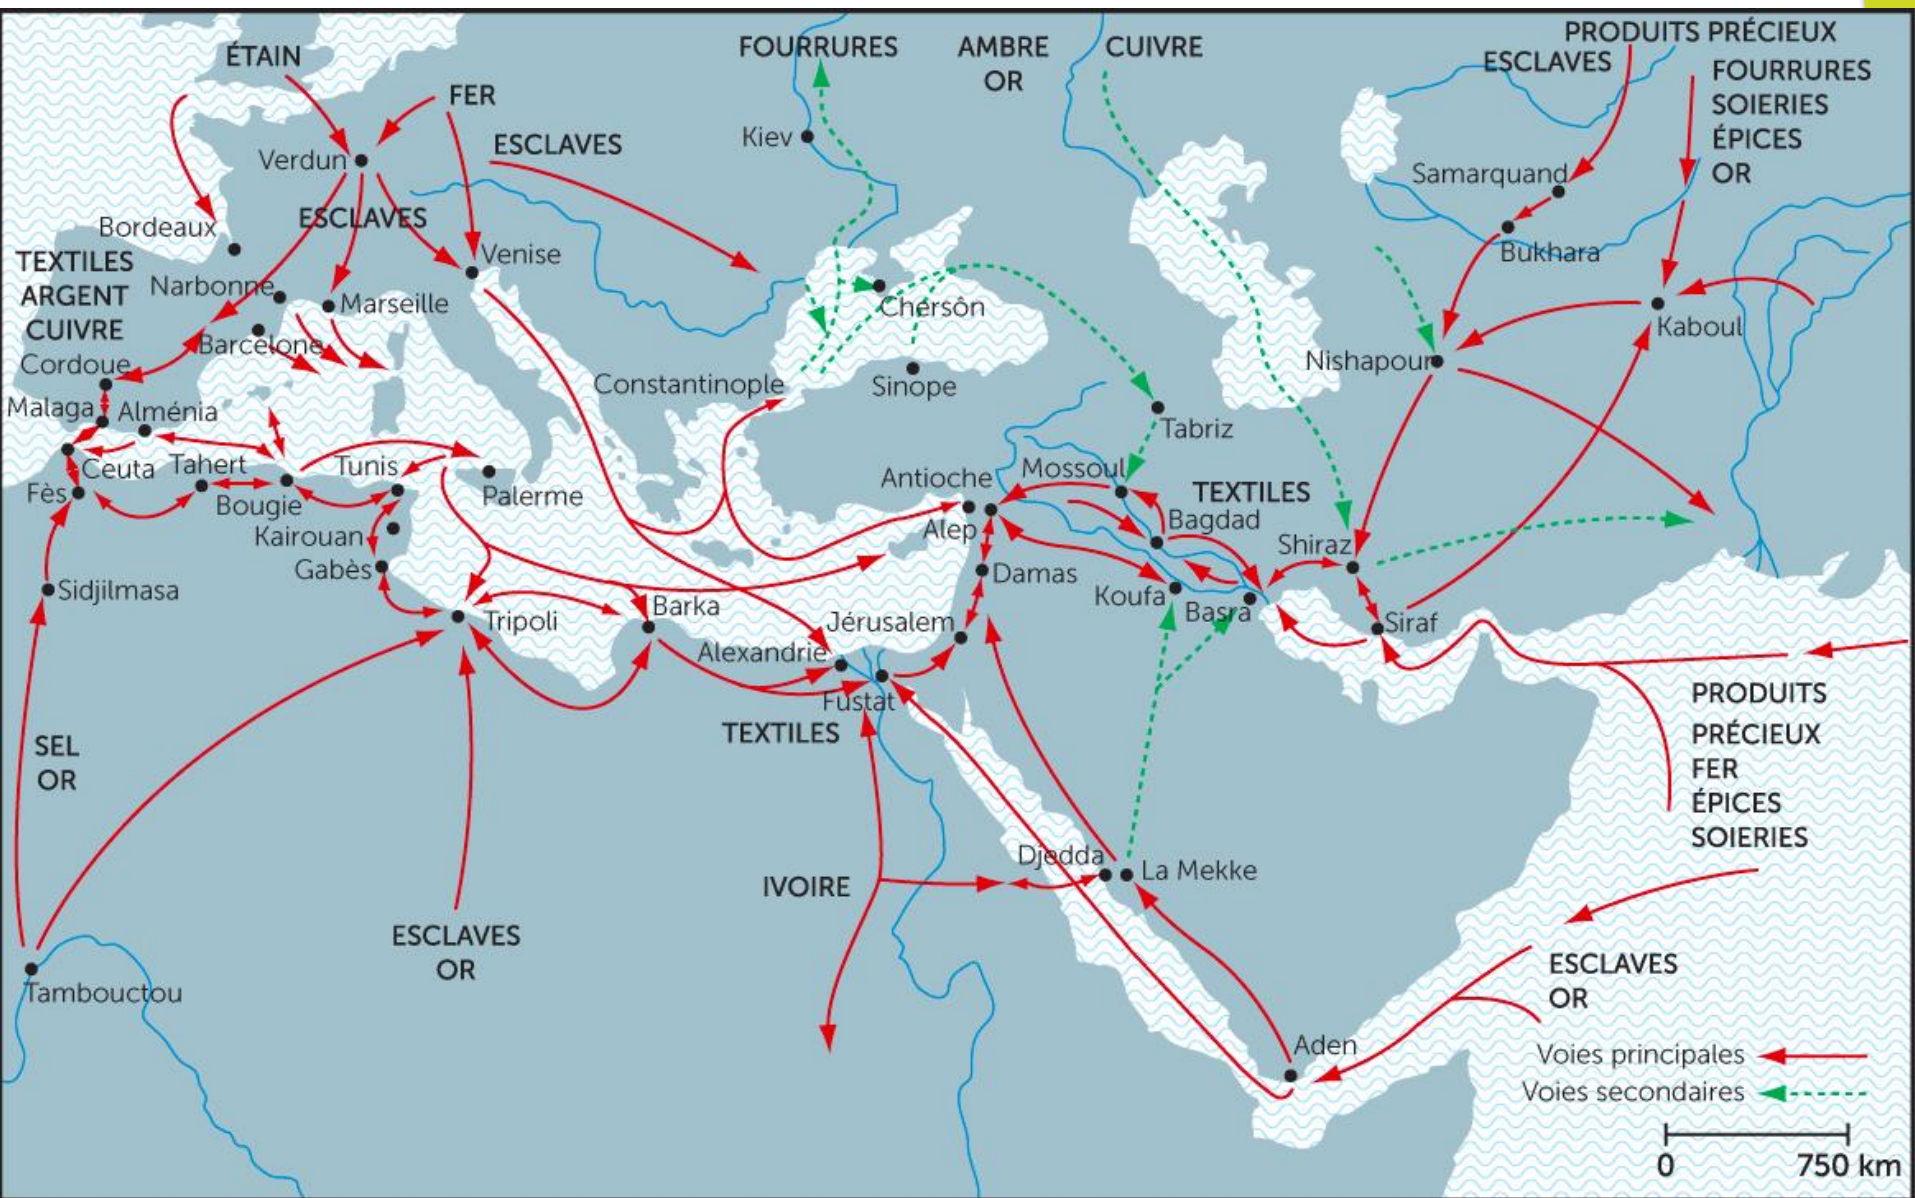 ÉTAIN
FOURRURES
AMBRE
OR
CUIVRE
PRODUITS PRÉCIEUX
ESCLAVES
FOURRURES
SOIERIES
ÉPICES
OR
FER
ESCLAVES
Kiev
Verdun
Samarquand
ESCLAVES
Bordeaux
Bukhara
TEXTILES
ARGENT
CUIVRE
Venise
Narbonne
Marseille
Chersôn
Kaboul
Barcelone
Cordoue
Constantinople
Sinope
Nishapour
Malaga
Alménia
Tabriz
Ceuta
Tahert
Tunis
Antioche
Mossoul
Fès
Bougie
Palerme
TEXTILES
Kairouan
Alep
Bagdad
Gabès
Shiraz
Sidjilmasa
Damas
Koufa
Basra
Tripoli
Barka
Jérusalem
Siraf
Alexandrie
Fustat
TEXTILES
PRODUITS
PRÉCIEUX
FER
ÉPICES
SOIERIES
SEL
OR
Djedda
La Mekke
IVOIRE
ESCLAVES
OR
ESCLAVES
OR
Tambouctou
Aden
Voies principales
Voies secondaires
0 750 km